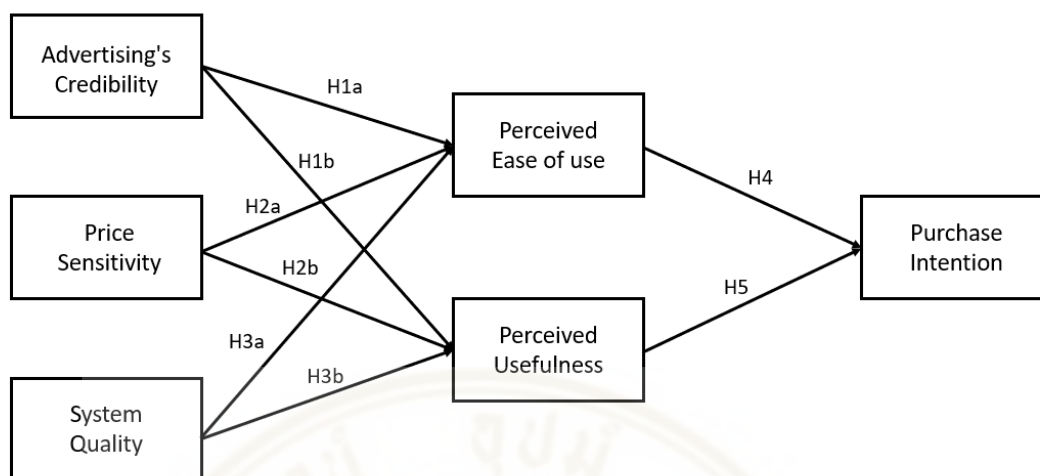 Advertising's
Credibility
H1a
Perceived
Ease of use
H1b
H4
H2a
Price
Sensitivity
Purchase
Intention
H2b
H5
H3a
Perceived
Usefulness
H3b
System
Quality